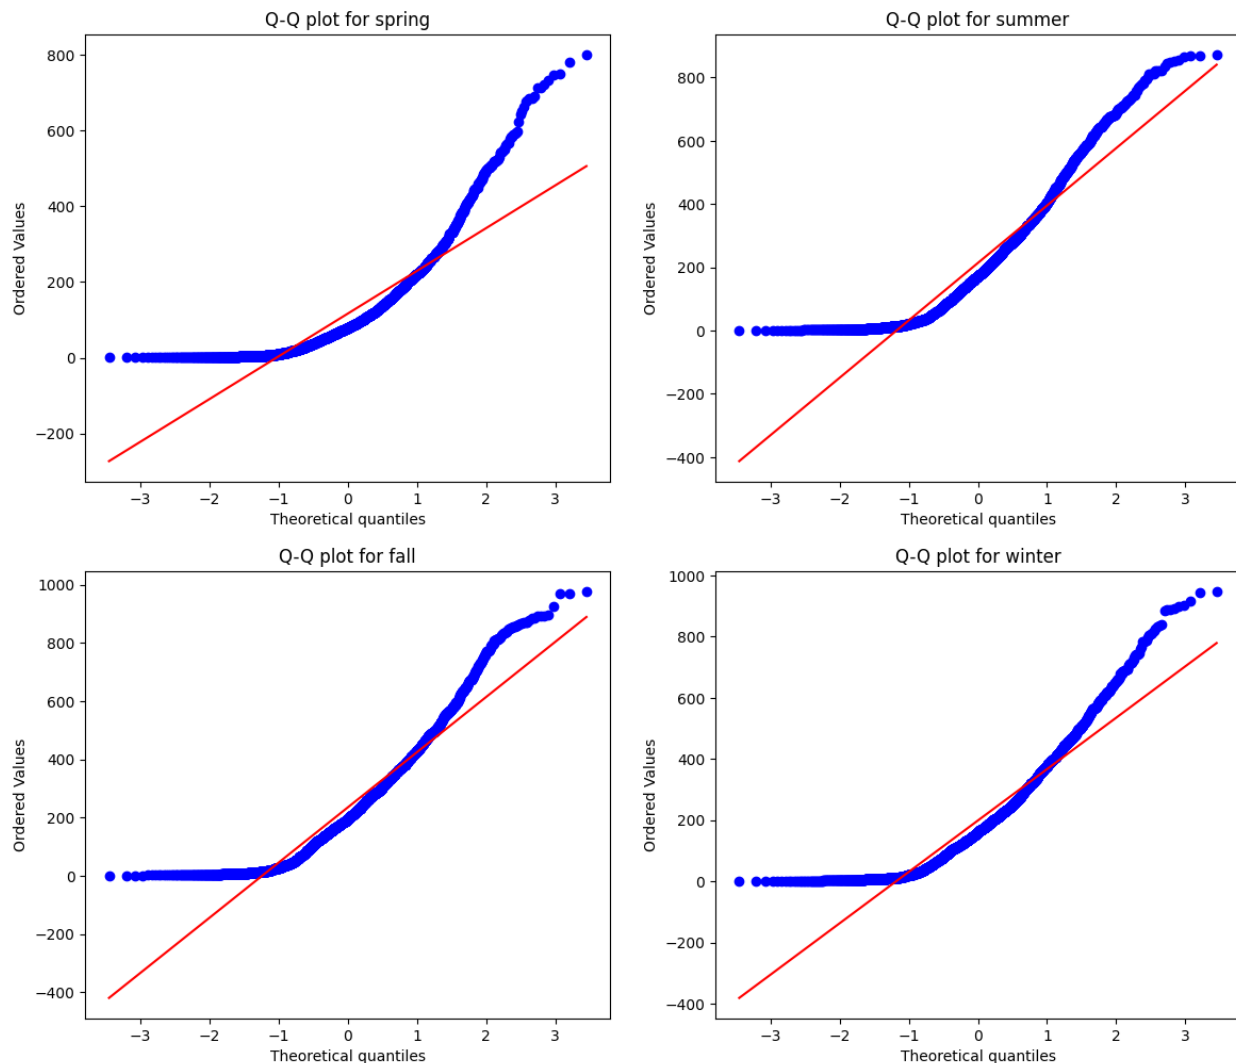 Q-Q plot for spring
800
600
400
200
0
−200
Ordered Values
−3 −2 −1 0 1 2 3
Theoretical quantiles
Q-Q plot for summer
800
600
400
200
0
−200
−400
Ordered Values
−3 −2 −1 0 1 2 3
Theoretical quantiles
Q-Q plot for fall
1000
800
600
400
200
0
−200
−400
Ordered Values
−3 −2 −1 0 1 2 3
Theoretical quantiles
Q-Q plot for winter
1000
800
600
400
200
0
−200
−400
Ordered Values
−3 −2 −1 0 1 2 3
Theoretical quantiles